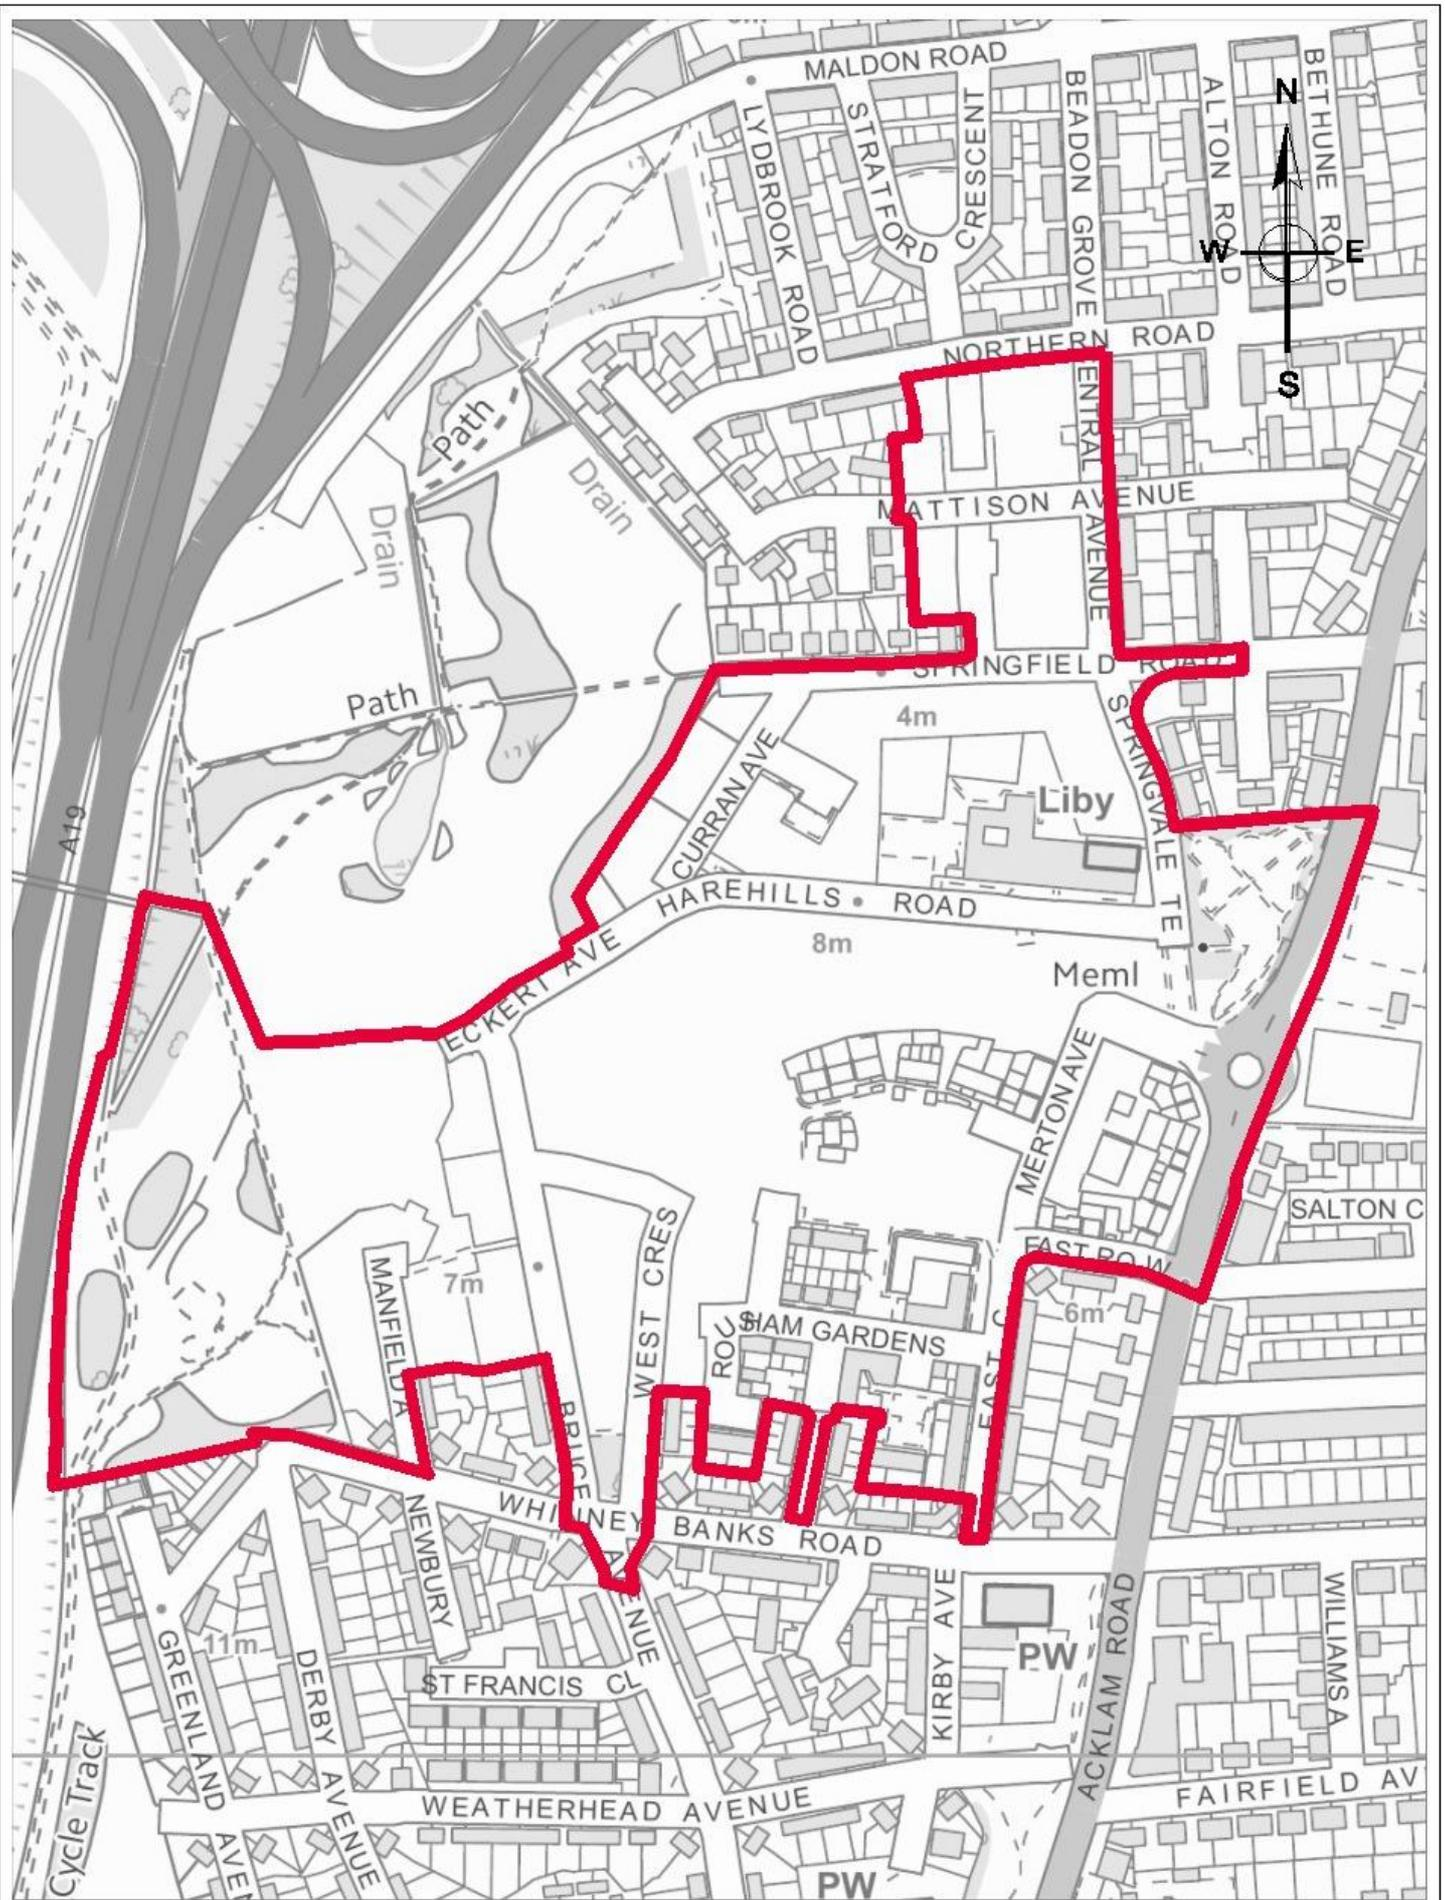 MALDON ROAD
LYDBROOK ROAD
STRATFORD CRESCENT
BEADON GROVE
ALTON ROAD
BETHUNE ROAD
N
W E
S
NORTHERN ROAD
Path
Drain
Drain
ENTRAL AVENUE
MATTISON AVENUE
Path
SPRINGFIELD ROAD
4m
CURRAN AVE
Liby
SPRINGVALE TE
A19
HAREHILLS ROAD
ECKERT AVE
8m
Meml
MERTON AVE
SALTON C
EAST ROW
MANFIELD A
7m
WEST CRES
ROUSHAM GARDENS
6m
EAST C
BRUCE AVENUE
WHINNEY BANKS ROAD
NEWBURY
KIRBY AVE
PW
ACKLAM ROAD
WILLIAMS A
GREENLAND AVEN
11m
DERBY AVENUE
ST FRANCIS CL
Cycle Track
WEATHERHEAD AVENUE
FAIRFIELD AV
PW